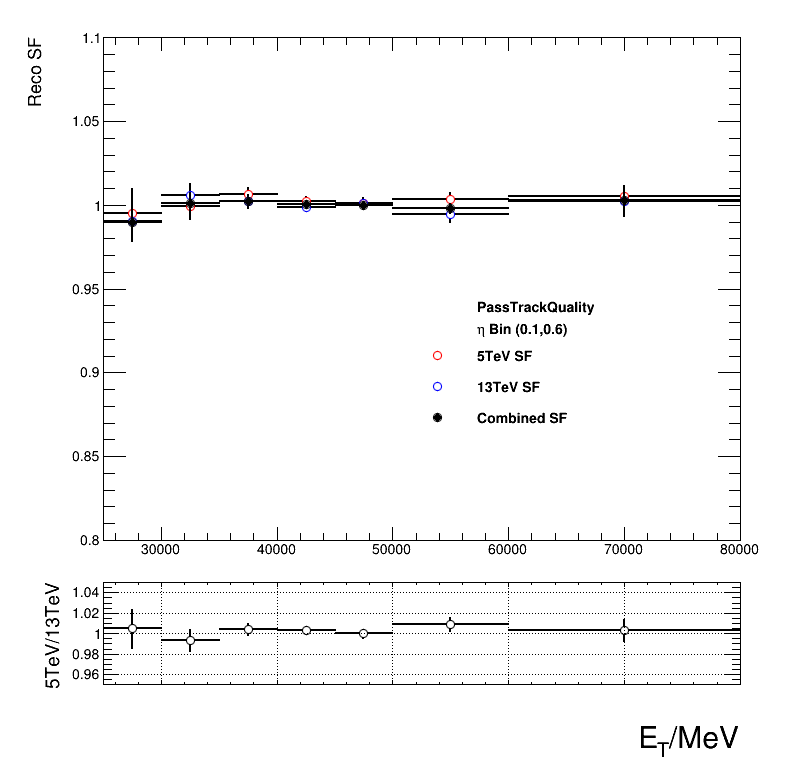 Reco SF
1.1
1.05
1
0.95
0.9
0.85
0.8
PassTrackQuality
η Bin (0.1,0.6)
5TeV SF
13TeV SF
Combined SF
30000 40000 50000 60000 70000 80000
5TeV/13TeV
1.04
1.02
1
0.98
0.96
E_T/MeV